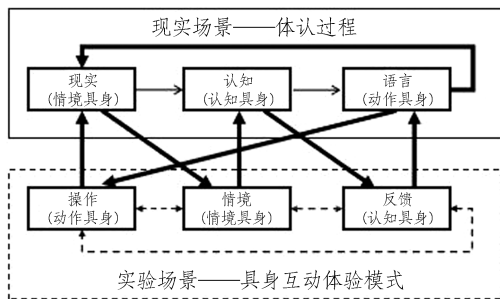 现实场景——体认过程
现实
(情境具身)
认知
(认知具身)
语言
(动作具身)
操作
(动作具身)
情境
(情境具身)
反馈
(认知具身)
实验场景——具身互动体验模式